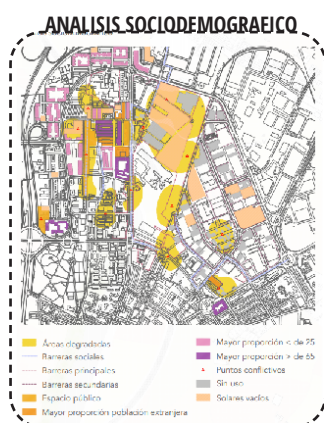 ANALISIS SOCIODEMOGRAFICO
Áreas degradadas
Barreras sociales
Barreras principales
Barreras secundarias
Espacio público
Mayor proporción población extranjera
Mayor proporción < de 25
Mayor proporción > de 65
Puntos conflictivos
Sin uso
Solares vacíos